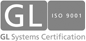 GL
ISO 9001
GL Systems Certification